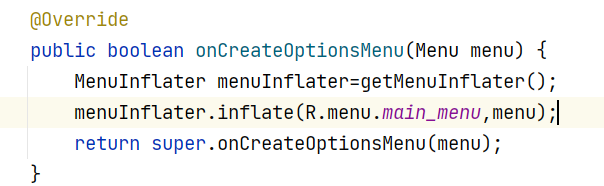 @Override
public boolean onCreateOptionsMenu(Menu menu) {
MenuInflater menuInflater=getMenuInflater();
menuInflater.inflate(R.menu.main_menu,menu);
return super.onCreateOptionsMenu(menu);
}